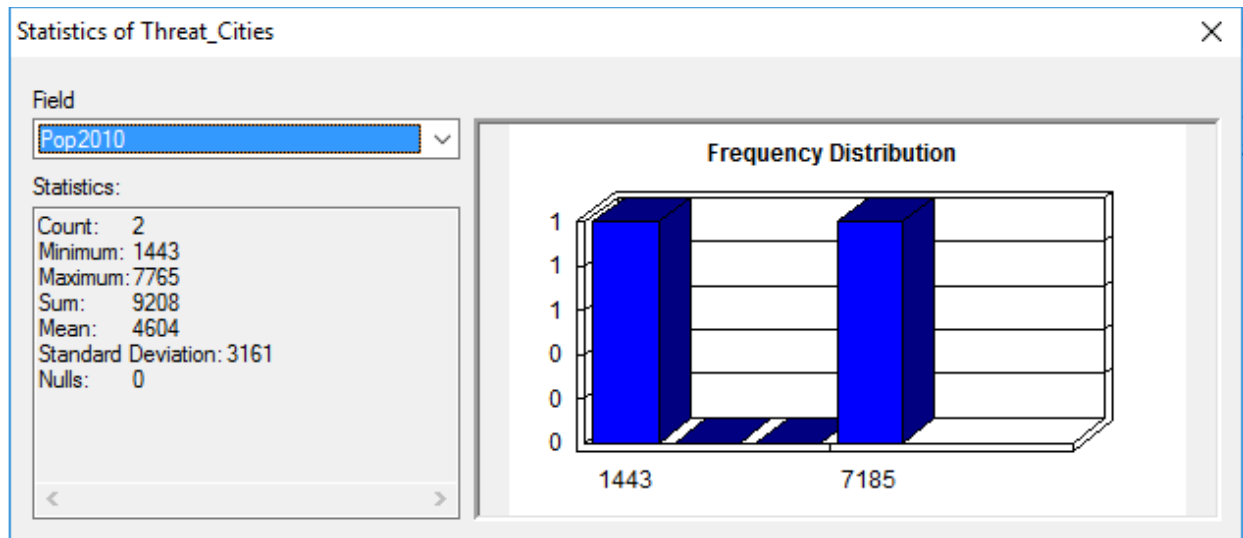 Statistics of Threat_Cities
Field
Pop2010
Statistics:
Count: 2
Minimum: 1443
Maximum: 7765
Sum: 9208
Mean: 4604
Standard Deviation: 3161
Nulls: 0
Frequency Distribution
1
1
1
0
0
0
1443 7185